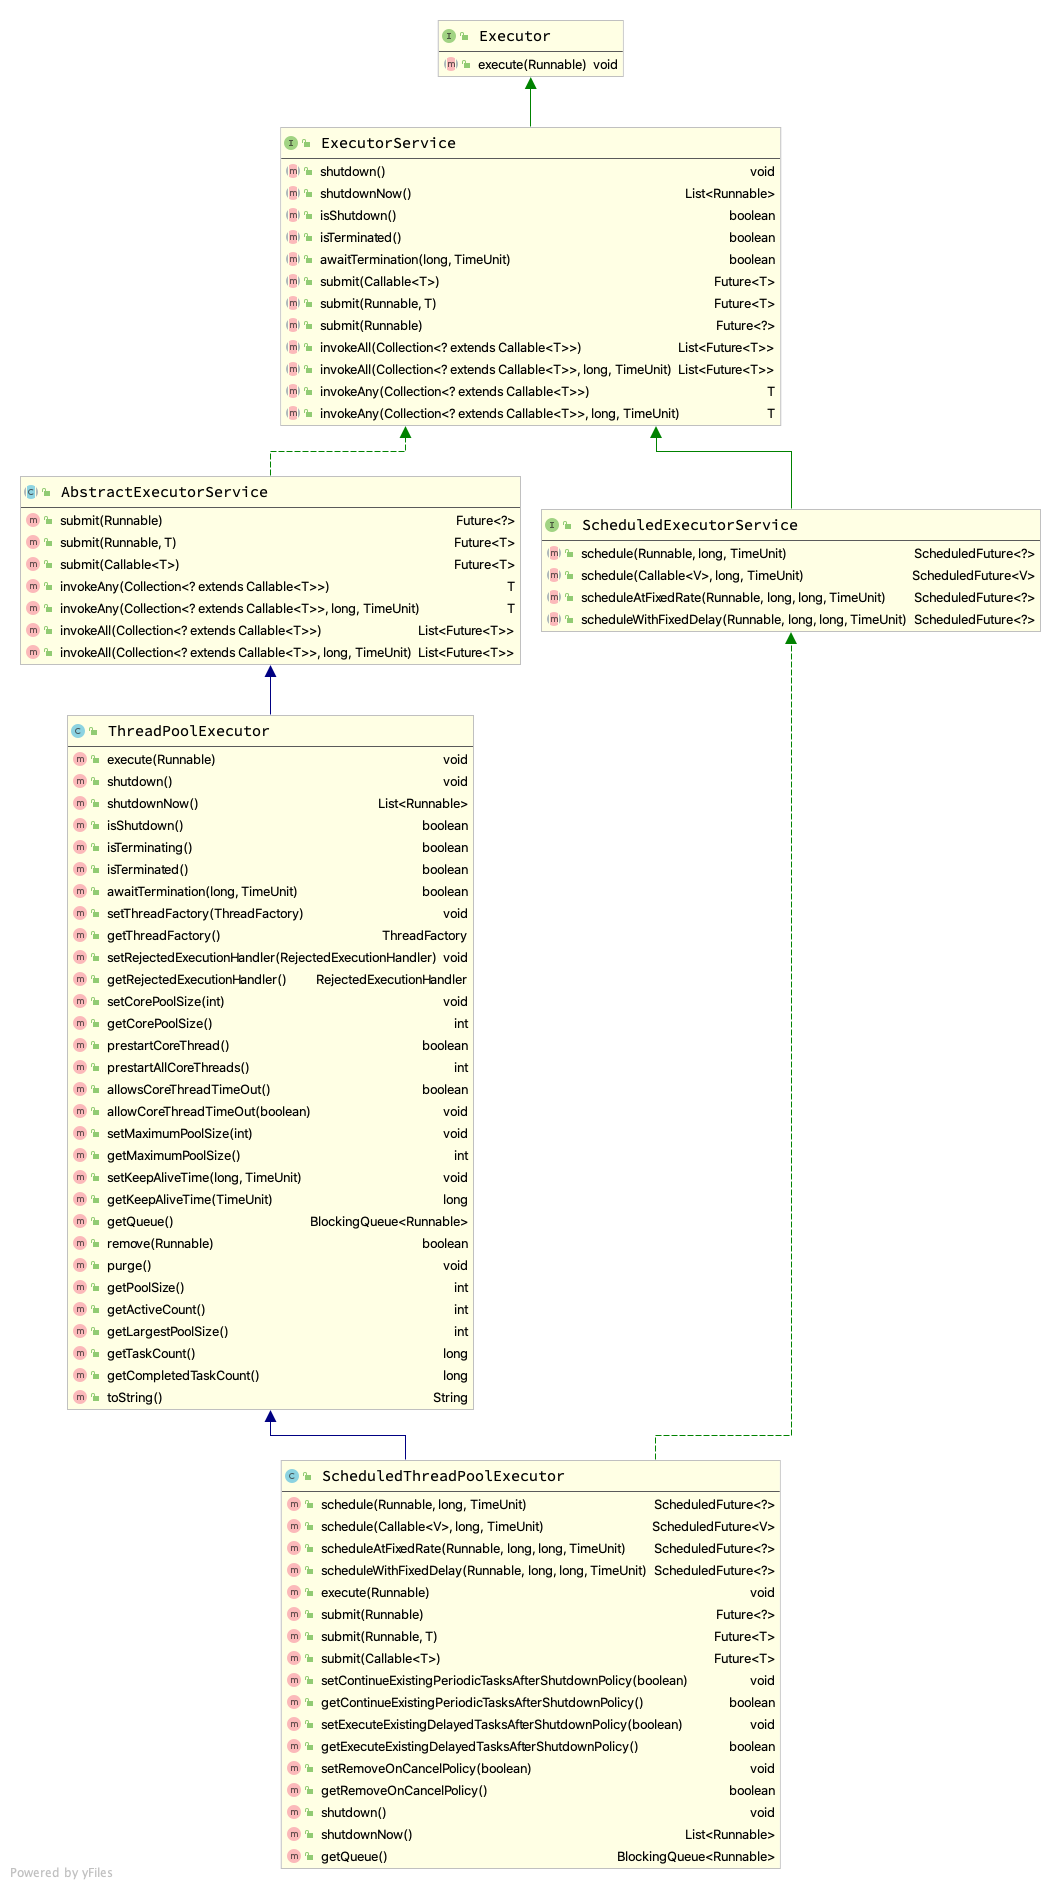 Executor
execute(Runnable) void
ExecutorService
shutdown() void
shutdownNow() List<Runnable>
isShutdown() boolean
isTerminated() boolean
awaitTermination(long, TimeUnit) boolean
submit(Callable<T>) Future<T>
submit(Runnable, T) Future<T>
submit(Runnable) Future<?>
invokeAll(Collection<? extends Callable<T>>) List<Future<T>>
invokeAll(Collection<? extends Callable<T>>, long, TimeUnit) List<Future<T>>
invokeAny(Collection<? extends Callable<T>>) T
invokeAny(Collection<? extends Callable<T>>, long, TimeUnit) T
AbstractExecutorService
submit(Runnable) Future<?>
submit(Runnable, T) Future<T>
submit(Callable<T>) Future<T>
invokeAny(Collection<? extends Callable<T>>) T
invokeAny(Collection<? extends Callable<T>>, long, TimeUnit) T
invokeAll(Collection<? extends Callable<T>>) List<Future<T>>
invokeAll(Collection<? extends Callable<T>>, long, TimeUnit) List<Future<T>>
ScheduledExecutorService
schedule(Runnable, long, TimeUnit) ScheduledFuture<?>
schedule(Callable<V>, long, TimeUnit) ScheduledFuture<V>
scheduleAtFixedRate(Runnable, long, long, TimeUnit) ScheduledFuture<?>
scheduleWithFixedDelay(Runnable, long, long, TimeUnit) ScheduledFuture<?>
ThreadPoolExecutor
execute(Runnable) void
shutdown() void
shutdownNow() List<Runnable>
isShutdown() boolean
isTerminating() boolean
isTerminated() boolean
awaitTermination(long, TimeUnit) boolean
setThreadFactory(ThreadFactory) void
getThreadFactory() ThreadFactory
setRejectedExecutionHandler(RejectedExecutionHandler) void
getRejectedExecutionHandler() RejectedExecutionHandler
setCorePoolSize(int) void
getCorePoolSize() int
prestartCoreThread() boolean
prestartAllCoreThreads() int
allowsCoreThreadTimeOut() boolean
allowCoreThreadTimeOut(boolean) void
setMaximumPoolSize(int) void
getMaximumPoolSize() int
setKeepAliveTime(long, TimeUnit) void
getKeepAliveTime(TimeUnit) long
getQueue() BlockingQueue<Runnable>
remove(Runnable) boolean
purge() void
getPoolSize() int
getActiveCount() int
getLargestPoolSize() int
getTaskCount() long
getCompletedTaskCount() long
toString() String
ScheduledThreadPoolExecutor
schedule(Runnable, long, TimeUnit) ScheduledFuture<?>
schedule(Callable<V>, long, TimeUnit) ScheduledFuture<V>
scheduleAtFixedRate(Runnable, long, long, TimeUnit) ScheduledFuture<?>
scheduleWithFixedDelay(Runnable, long, long, TimeUnit) ScheduledFuture<?>
execute(Runnable) void
submit(Runnable) Future<?>
submit(Runnable, T) Future<T>
submit(Callable<T>) Future<T>
setContinueExistingPeriodicTasksAfterShutdownPolicy(boolean) void
getContinueExistingPeriodicTasksAfterShutdownPolicy() boolean
setExecuteExistingDelayedTasksAfterShutdownPolicy(boolean) void
getExecuteExistingDelayedTasksAfterShutdownPolicy() boolean
setRemoveOnCancelPolicy(boolean) void
getRemoveOnCancelPolicy() boolean
shutdown() void
shutdownNow() List<Runnable>
getQueue() BlockingQueue<Runnable>
Powered by yFiles